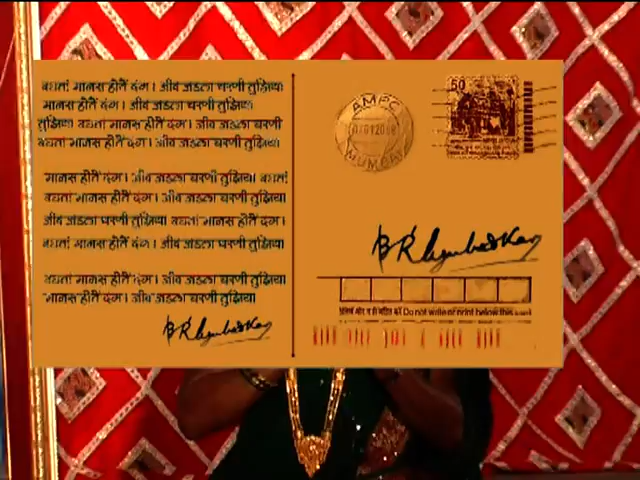 बघतां मानस होतें दंग । जीव जडला चरणी तुझिया
मानस होतें दंग । जीव जडला चरणी तुझिया
तुझिया बघतां मानस होतें दंग । जीव जडला चरणी
बघतां मानस होतें दंग । जीव जडला चरणी तुझिया
मानस होतें दंग । जीव जडला चरणी तुझिया बघतां
बघतां मानस होतें दंग । जीव जडला चरणी तुझिया
जीव जडला चरणी तुझिया बघतां मानस होतें दंग ।
बघतां मानस होतें दंग । जीव जडला चरणी तुझिया
बघतां मानस होतें दंग । जीव जडला चरणी तुझिया
मानस होतें दंग । जीव जडला चरणी तुझिया
B R Ambedkar
AMPC
MUMBAI
50
B R Ambedkar
Do not write or print below this